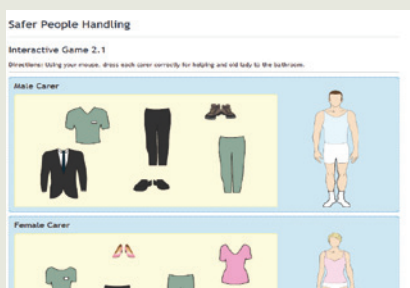 Safer People Handling
Interactive Game 2.1
Directions: Using your mouse, dress each carer correctly for helping and old lady to the bathroom.
Male Carer
Female Carer